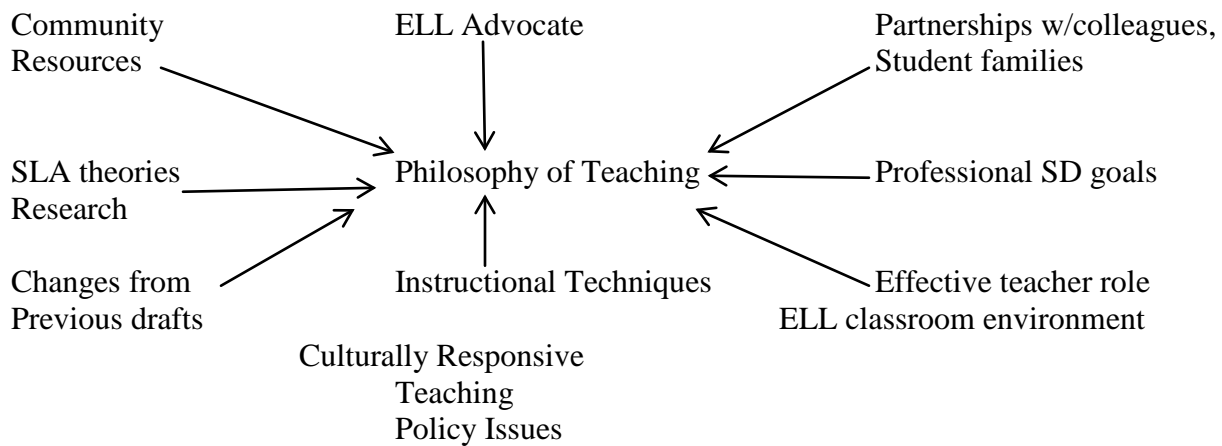 Community
Resources
ELL Advocate
Partnerships w/colleagues,
Student families
SLA theories
Research
Philosophy of Teaching
Professional SD goals
Changes from
Previous drafts
Instructional Techniques
Effective teacher role
ELL classroom environment
Culturally Responsive
Teaching
Policy Issues